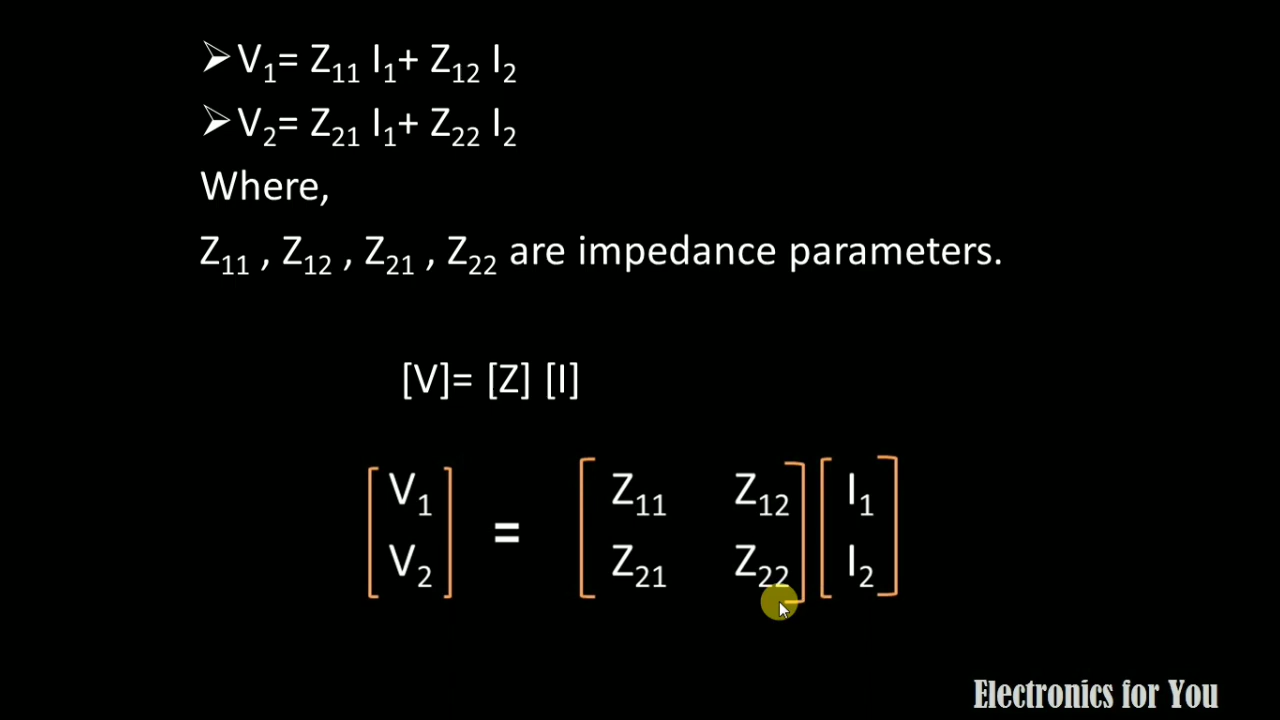 ➢V₁= Z₁₁ I₁+ Z₁₂ I₂
➢V₂= Z₂₁ I₁+ Z₂₂ I₂
Where,
Z₁₁ , Z₁₂ , Z₂₁ , Z₂₂ are impedance parameters.
[V]= [Z] [I]
[V₁ = [Z₁₁ Z₁₂] [I₁]
V₂] Z₂₁ Z₂₂ I₂
Electronics for You